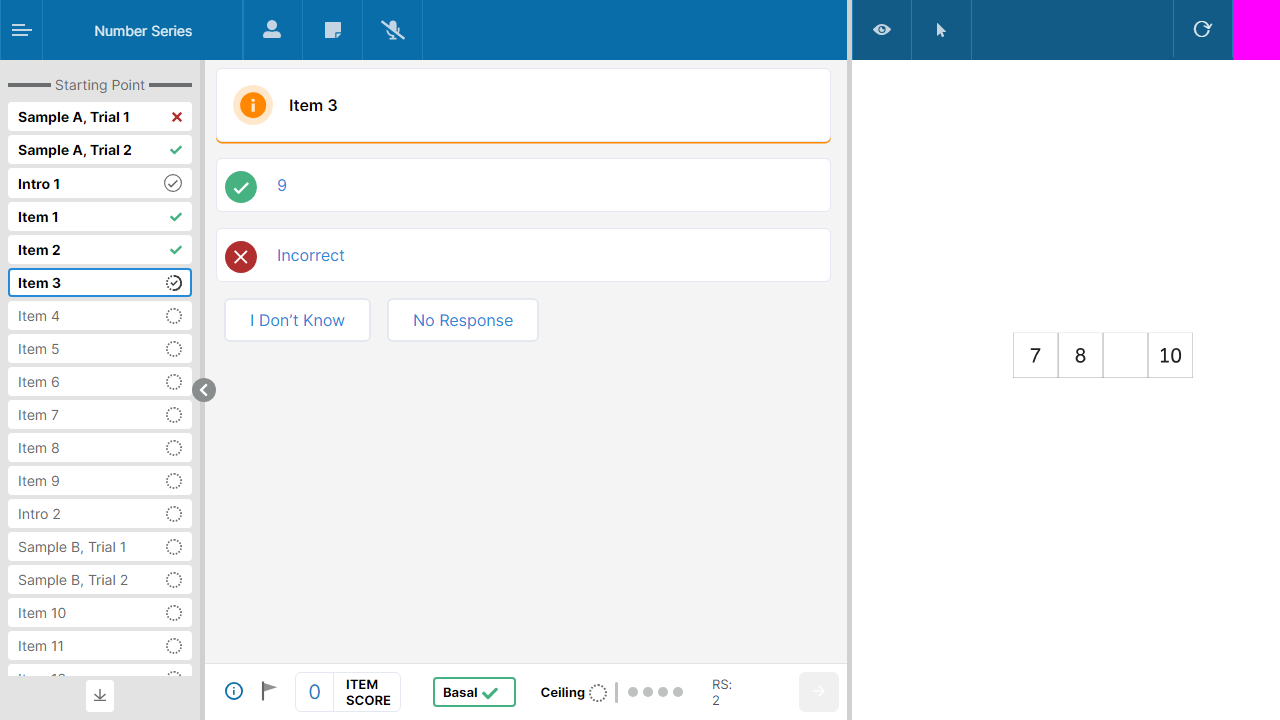 Number Series
Starting Point
Sample A, Trial 1
Sample A, Trial 2
Intro 1
Item 1
Item 2
Item 3
Item 4
Item 5
Item 6
Item 7
Item 8
Item 9
Intro 2
Sample B, Trial 1
Sample B, Trial 2
Item 10
Item 11
Item 3
9
Incorrect
I Don’t Know
No Response
0
ITEM
SCORE
Basal
Ceiling
RS:
2
7 8 10